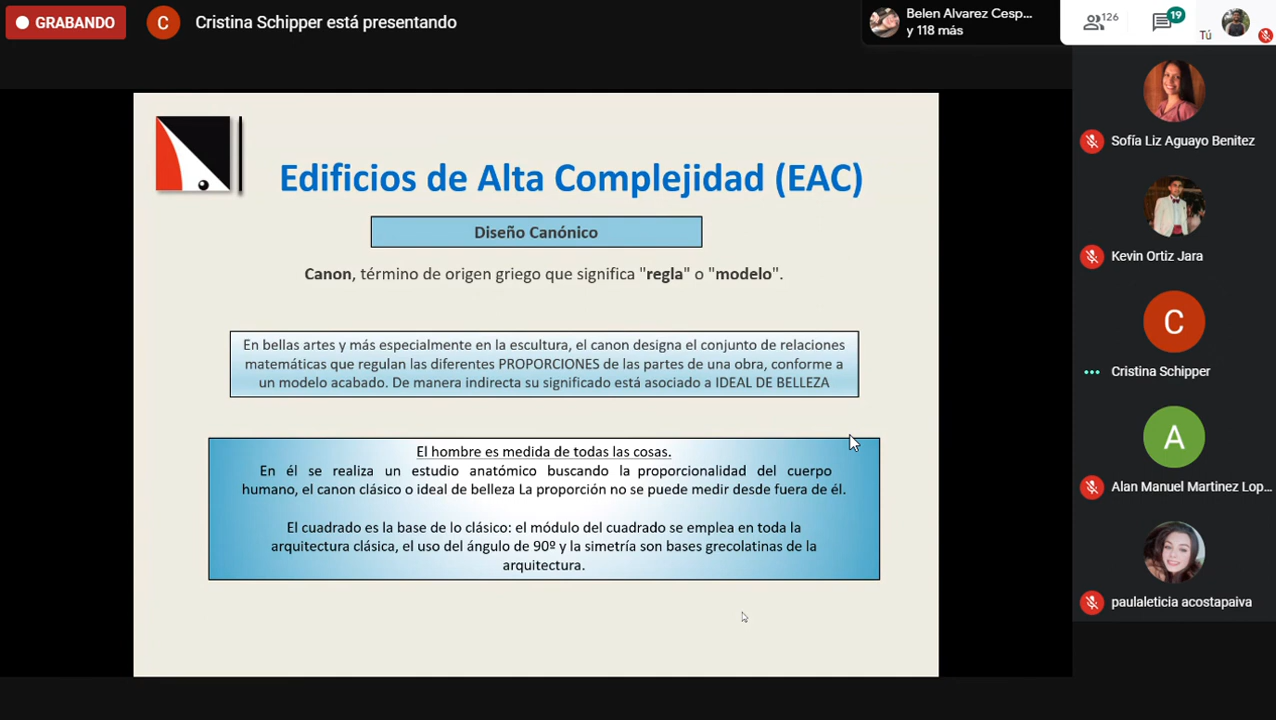 GRABANDO
C
Cristina Schipper está presentando
Belen Alvarez Cesp...
y 118 más
126
19
Tú
Edificios de Alta Complejidad (EAC)
Diseño Canónico
Canon, término de origen griego que significa "regla" o "modelo".
En bellas artes y más especialmente en la escultura, el canon designa el conjunto de relaciones
matemáticas que regulan las diferentes PROPORCIONES de las partes de una obra, conforme a
un modelo acabado. De manera indirecta su significado está asociado a IDEAL DE BELLEZA
El hombre es medida de todas las cosas.
En él se realiza un estudio anatómico buscando la proporcionalidad del cuerpo
humano, el canon clásico o ideal de belleza La proporción no se puede medir desde fuera de él.
El cuadrado es la base de lo clásico: el módulo del cuadrado se emplea en toda la
arquitectura clásica, el uso del ángulo de 90º y la simetría son bases grecolatinas de la
arquitectura.
Sofía Liz Aguayo Benitez
Kevin Ortiz Jara
C
Cristina Schipper
A
Alan Manuel Martinez Lop...
paulaleticia acostapaiva